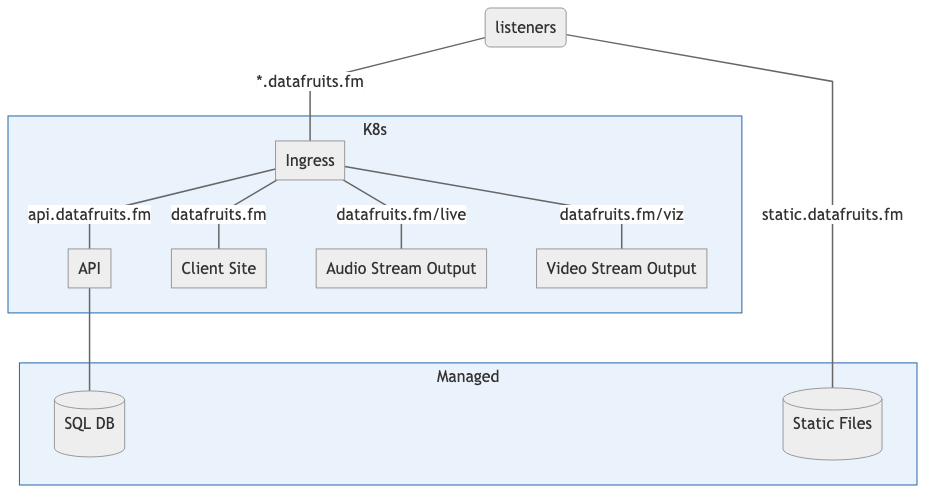 listeners
*.datafruits.fm
K8s
Ingress
api.datafruits.fm
datafruits.fm
datafruits.fm/live
datafruits.fm/viz
static.datafruits.fm
API
Client Site
Audio Stream Output
Video Stream Output
Managed
SQL DB
Static Files